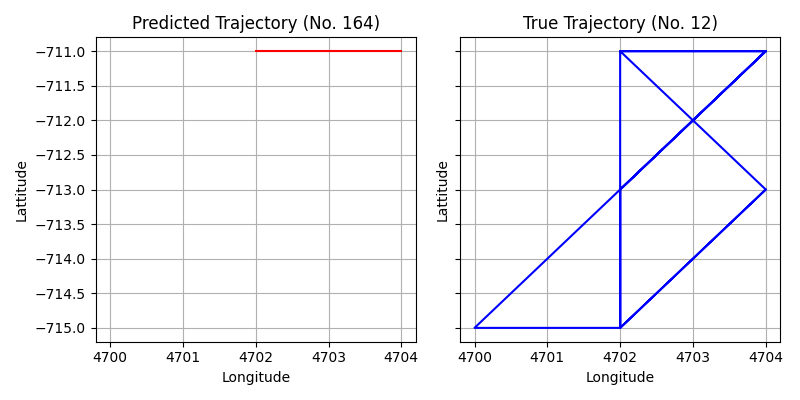 Predicted Trajectory (No. 164)
True Trajectory (No. 12)
−711.0
−711.5
−712.0
−712.5
−713.0
−713.5
−714.0
−714.5
−715.0
Lattitude
Lattitude
4700 4701 4702 4703 4704
4700 4701 4702 4703 4704
Longitude
Longitude